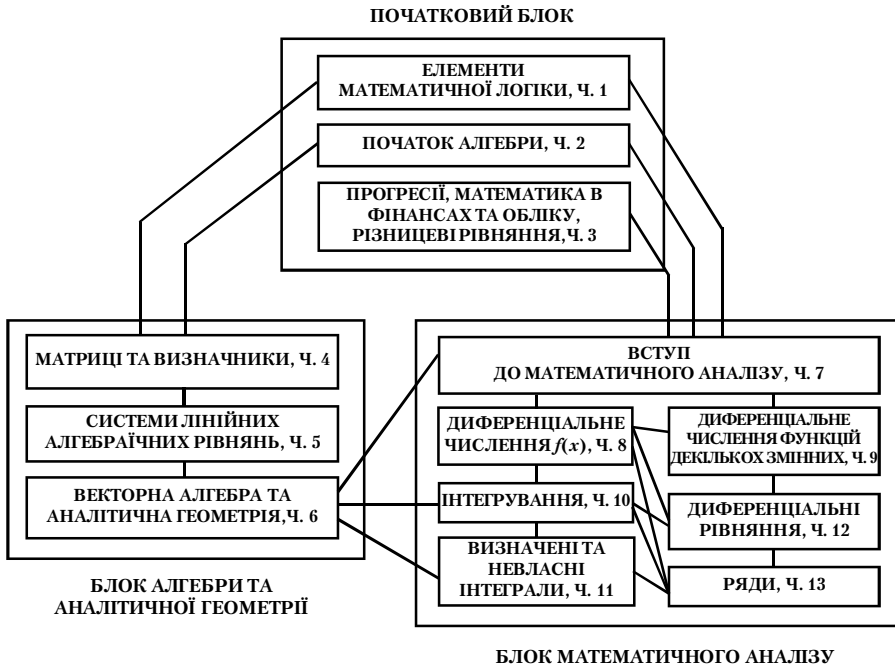 ПОЧАТКОВИЙ БЛОК
ЕЛЕМЕНТИ
МАТЕМАТИЧНОЇ ЛОГІКИ, Ч. 1
ПОЧАТОК АЛГЕБРИ, Ч. 2
ПРОГРЕСІЇ, МАТЕМАТИКА В
ФІНАНСАХ ТА ОБЛІКУ,
РІЗНИЦЕВІ РІВНЯННЯ, Ч. 3
МАТРИЦІ ТА ВИЗНАЧНИКИ, Ч. 4
СИСТЕМИ ЛІНІЙНИХ
АЛГЕБРАЇЧНИХ РІВНЯНЬ, Ч. 5
ВЕКТОРНА АЛГЕБРА ТА
АНАЛІТИЧНА ГЕОМЕТРІЯ, Ч. 6
БЛОК АЛГЕБРИ ТА
АНАЛІТИЧНОЇ ГЕОМЕТРІЇ
ВСТУП
ДО МАТЕМАТИЧНОГО АНАЛІЗУ, Ч. 7
ДИФЕРЕНЦІАЛЬНЕ
ЧИСЛЕННЯ f(x), Ч. 8
ДИФЕРЕНЦІАЛЬНЕ
ЧИСЛЕННЯ ФУНКЦІЙ
ДЕКІЛЬКОХ ЗМІННИХ, Ч. 9
ІНТЕГРУВАННЯ, Ч. 10
ДИФЕРЕНЦІАЛЬНІ
РІВНЯННЯ, Ч. 12
ВИЗНАЧЕНІ ТА
НЕВЛАСНІ
ІНТЕГРАЛИ, Ч. 11
РЯДИ, Ч. 13
БЛОК МАТЕМАТИЧНОГО АНАЛІЗУ